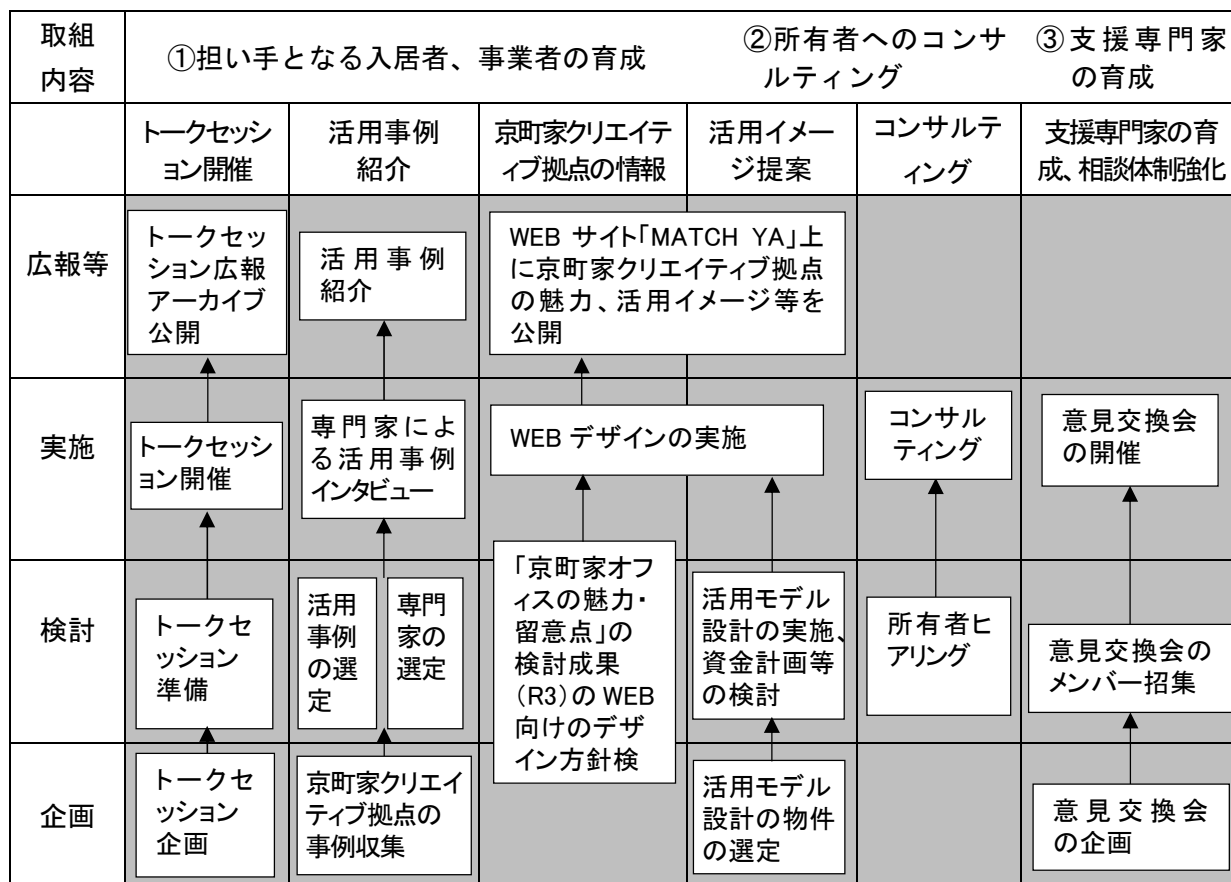 取組
内容
①担い手となる入居者、事業者の育成
②所有者へのコンサ
ルティング
③支援専門家
の育成
トークセッシ
ョン開催
活用事例
紹介
京町家クリエイテ
ィブ拠点の情報
活用イメー
ジ提案
コンサルテ
ィング
支援専門家の育
成、相談体制強化
広報等
トークセッ
ション広報
アーカイブ
公開
活用事例
紹介
WEB サイト「MATCH YA」上
に京町家クリエイティブ拠点
の魅力、活用イメージ等を
公開
実施
トークセッシ
ョン開催
専門家によ
る活用事例
インタビュー
WEB デザインの実施
コンサル
ティング
意見交換会
の開催
検討
トークセ
ッション
準備
活用
事例
の選
定
専門
家の
選定
「京町家オフ
ィスの魅力・
留意点」の
検討成果
(R3)の WEB
向けのデザ
イン方針検
活用モデル
設計の実施、
資金計画等
の検討
所有者ヒ
アリング
意見交換会の
メンバー招集
企画
トークセ
ッション
企画
京町家クリエイ
ティブ拠点の
事例収集
活用モデル
設計の物件
の選定
意見交換会
の企画